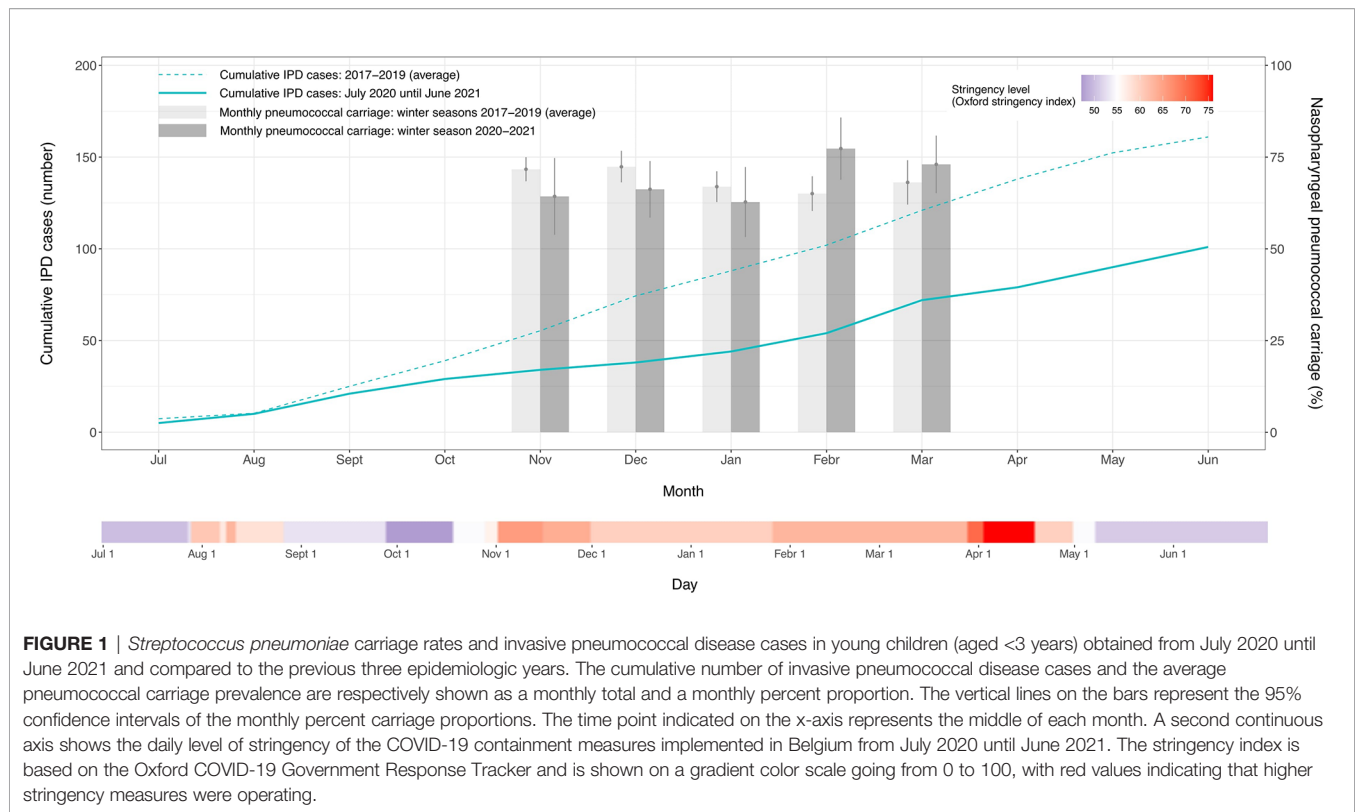 200
150
100
50
0
Cumulative IPD cases (number)
Cumulative IPD cases: 2017–2019 (average)
Cumulative IPD cases: July 2020 until June 2021
Monthly pneumococcal carriage: winter seasons 2017–2019 (average)
Monthly pneumococcal carriage: winter season 2020–2021
Stringency level
(Oxford stringency index)
50 55 60 65 70 75
100
75
50
25
0
Nasopharyngeal pneumococcal carriage (%)
Jul Aug Sept Oct Nov Dec Jan Febr Mar Apr May Jun
Month
Jul 1 Aug 1 Sept 1 Oct 1 Nov 1 Dec 1 Jan 1 Febr 1 Mar 1 Apr 1 May 1 Jun 1
Day
FIGURE 1 | Streptococcus pneumoniae carriage rates and invasive pneumococcal disease cases in young children (aged <3 years) obtained from July 2020 until
June 2021 and compared to the previous three epidemiologic years. The cumulative number of invasive pneumococcal disease cases and the average
pneumococcal carriage prevalence are respectively shown as a monthly total and a monthly percent proportion. The vertical lines on the bars represent the 95%
confidence intervals of the monthly percent carriage proportions. The time point indicated on the x-axis represents the middle of each month. A second continuous
axis shows the daily level of stringency of the COVID-19 containment measures implemented in Belgium from July 2020 until June 2021. The stringency index is
based on the Oxford COVID-19 Government Response Tracker and is shown on a gradient color scale going from 0 to 100, with red values indicating that higher
stringency measures were operating.